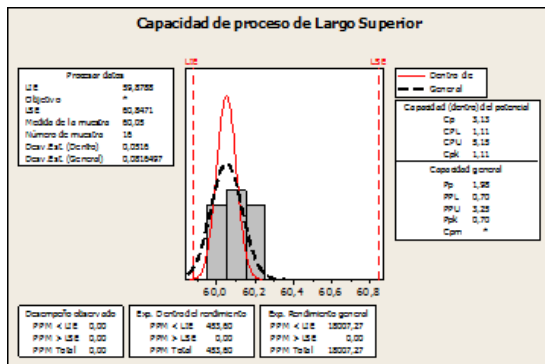 Capacidad de proceso de Largo Superior
LIE LSE
Procesar datos
LIE 59,8788
Objetivo *
LSE 60,8471
Medida de la muestra 60,05
Número de muestra 16
Desv.Est. (Dentro) 0,0516
Desv.Est. (General) 0,0816497
Dentro de
General
Capacidad (dentro) del potencial
Cp 3,13
CPL 1,11
CPU 5,15
Cpk 1,11
Capacidad general
Pp 1,98
PPL 0,70
PPU 3,25
Ppk 0,70
Cpm *
60,0 60,2 60,4 60,6 60,8
Desempeño observado
PPM < LIE 0,00
PPM > LSE 0,00
PPM Total 0,00
Exp. Dentro del rendimiento
PPM < LIE 453,60
PPM > LSE 0,00
PPM Total 453,60
Exp. Rendimiento general
PPM < LIE 18007,27
PPM > LSE 0,00
PPM Total 18007,27